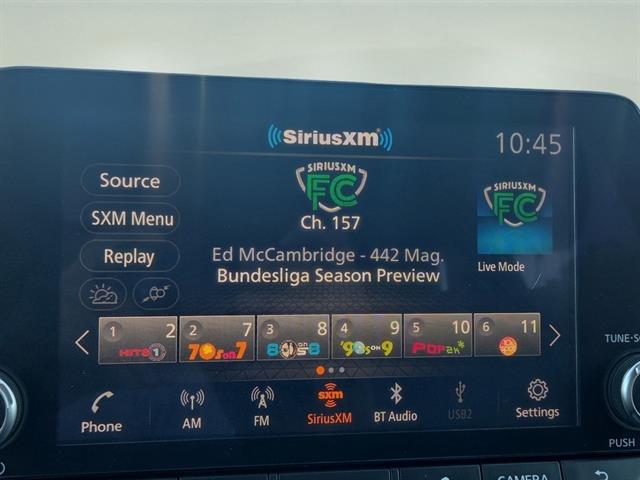 SiriusXM
10:45
Source
SXM Menu
Replay
SIRIUSXM
FC
Ch. 157
SIRIUSXM
FC
Live Mode
Ed McCambridge - 442 Mag.
Bundesliga Season Preview
1 2 2 7 3 8 4 9 5 10 6 11
HITS 1 70s on 7 80s on 8 '90s on 9 POP2K
Phone AM FM SiriusXM BT Audio USB2 Settings
sxm
TUNE-S
PUSH
CAMERA